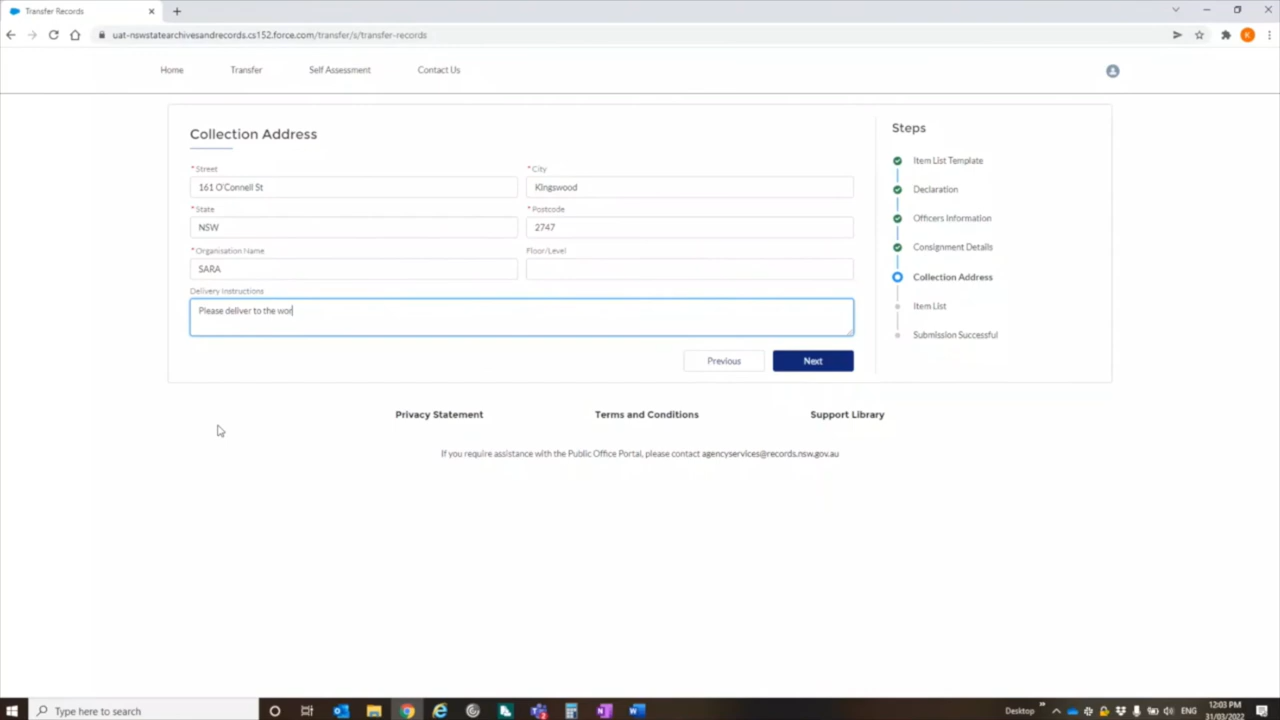 Transfer Records
uat-nswstatearchivesandrecords.cs152.force.com/transfer/s/transfer-records
K
Home Transfer Self Assessment Contact Us
Collection Address
* Street
161 O'Connell St
* City
Kingswood
* State
NSW
* Postcode
2747
* Organisation Name
SARA
Floor/Level
Delivery Instructions
Please deliver to the wor
Previous Next
Steps
Item List Template
Declaration
Officers Information
Consignment Details
Collection Address
Item List
Submission Successful
Privacy Statement Terms and Conditions Support Library
If you require assistance with the Public Office Portal, please contact agencyservices@records.nsw.gov.au
Type here to search
Desktop
ENG
12:03 PM
31/03/2022